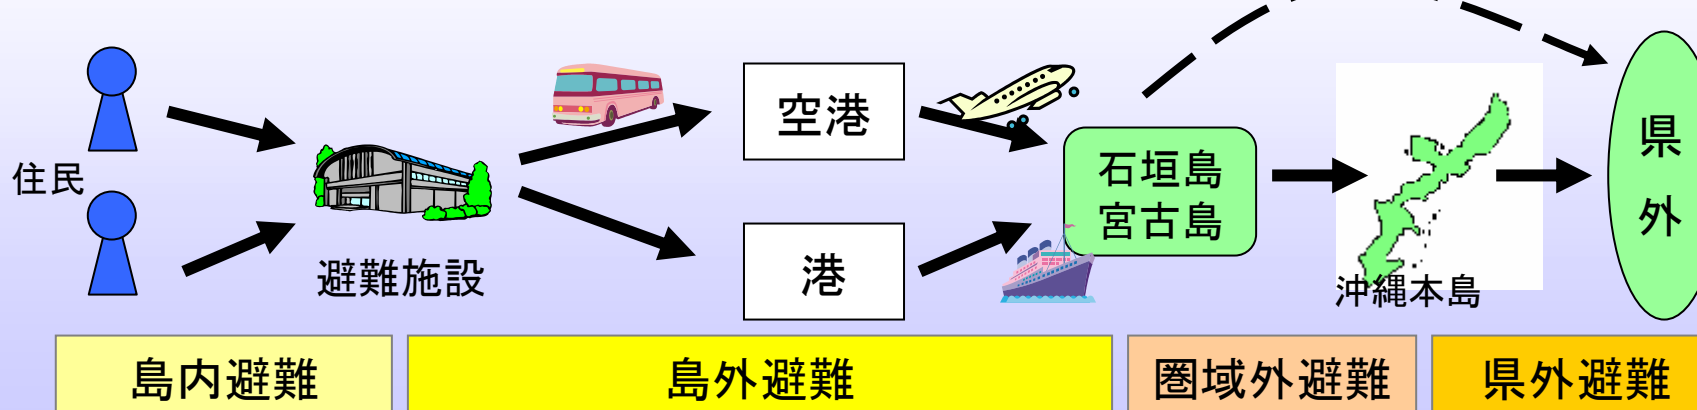 住民
避難施設
空港
港
石垣島
宮古島
沖縄本島
県
外
島内避難
島外避難
圏域外避難
県外避難